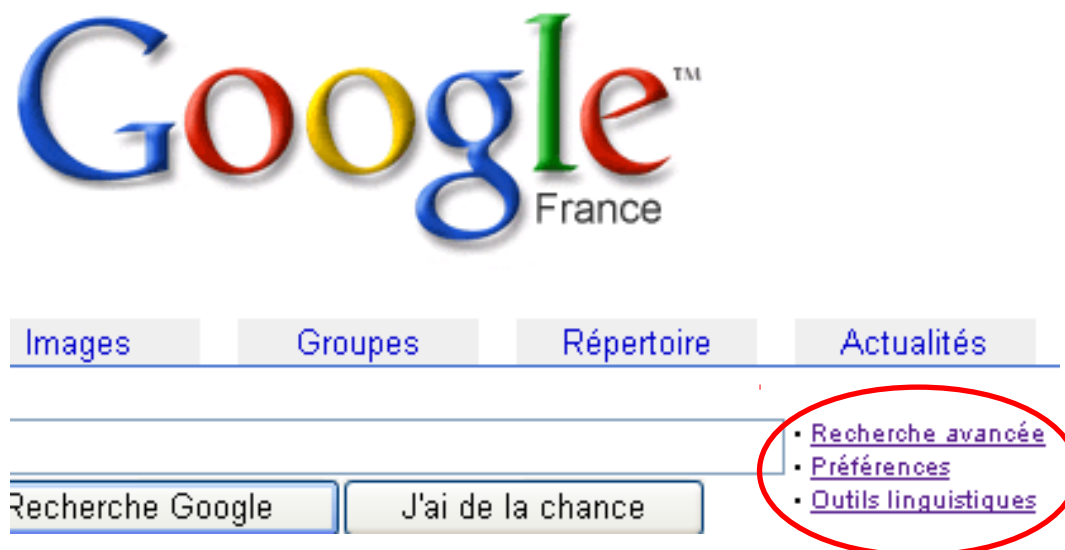 Google™
France
Images Groupes Répertoire Actualités
• Recherche avancée
• Préférences
• Outils linguistiques
Recherche Google J'ai de la chance